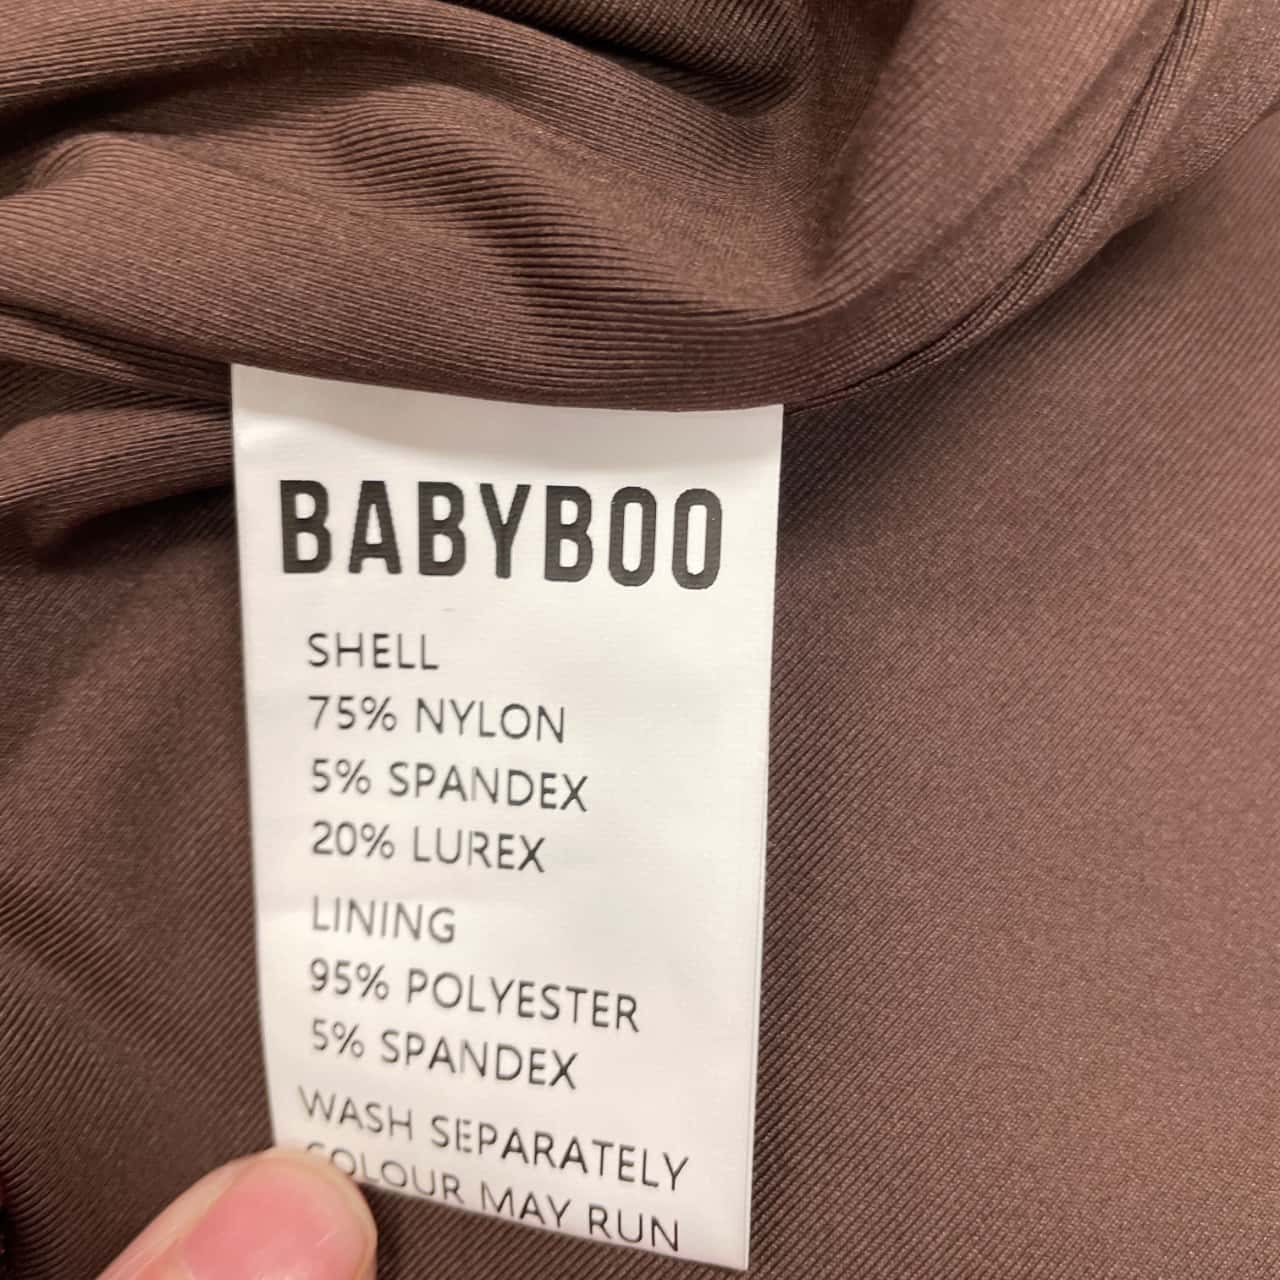 BABYBOO
SHELL
75% NYLON
5% SPANDEX
20% LUREX
LINING
95% POLYESTER
5% SPANDEX
WASH SEPARATELY
COLOUR MAY RUN